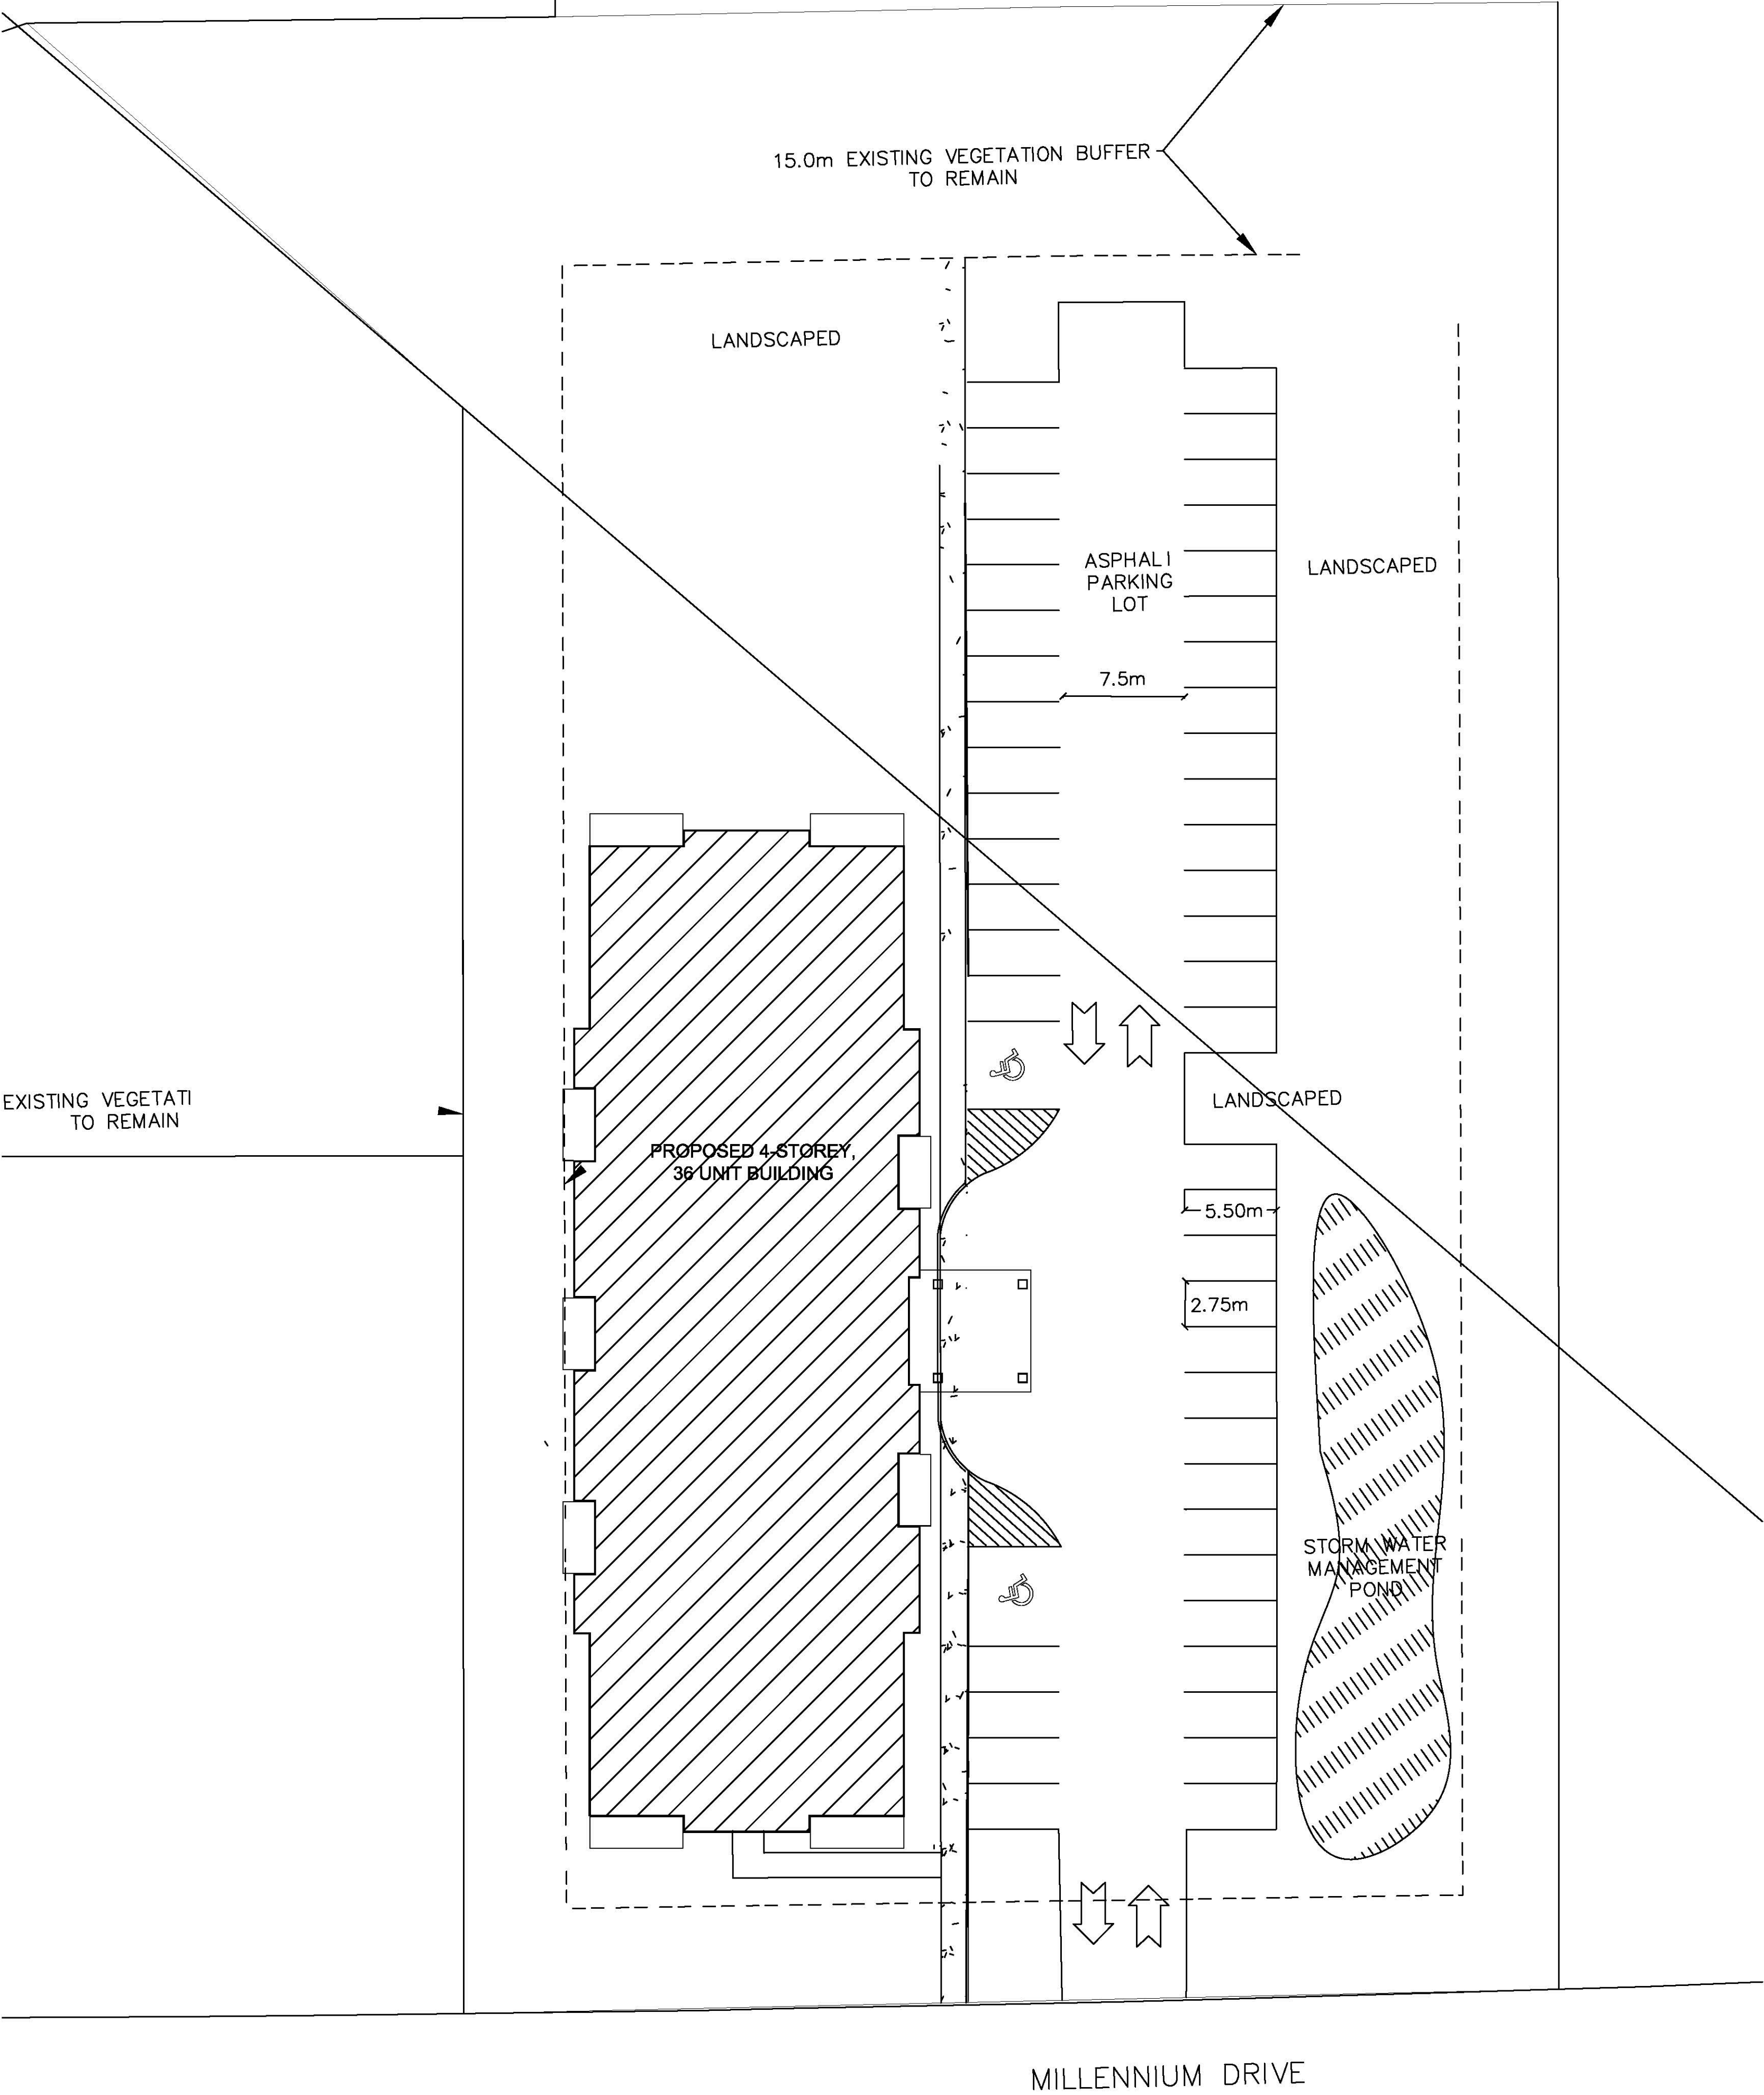 15.0m EXISTING VEGETATION BUFFER
TO REMAIN
LANDSCAPED
ASPHALI
PARKING
LOT
LANDSCAPED
7.5m
EXISTING VEGETATI
TO REMAIN
LANDSCAPED
PROPOSED 4-STOREY,
36 UNIT BUILDING
5.50m
2.75m
STORM WATER
MANAGEMENT
POND
MILLENNIUM DRIVE